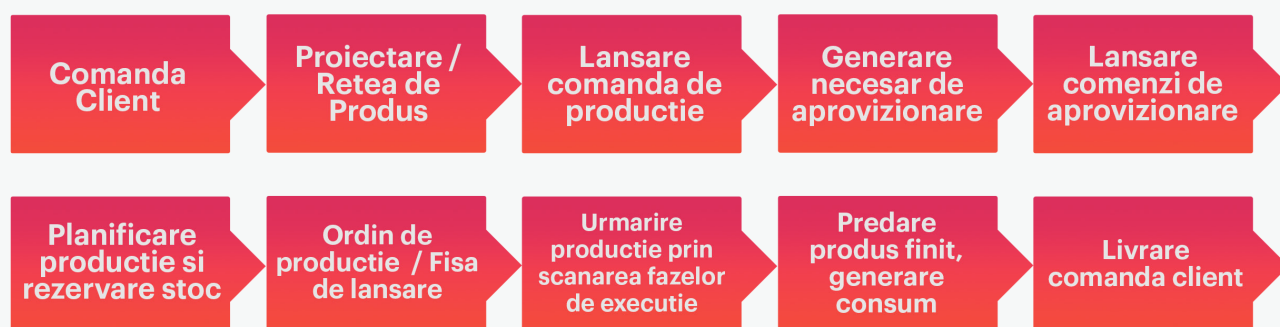 Comanda
Client
Proiectare /
Retea de
Produs
Lansare
comanda de
productie
Generare
necesar de
aprovizionare
Lansare
comenzi de
aprovizionare
Planificare
productie si
rezervare stoc
Ordin de
productie / Fisa
de lansare
Urmarire
productie prin
scanarea fazelor
de executie
Predare
produs finit,
generare
consum
Livrare
comanda client